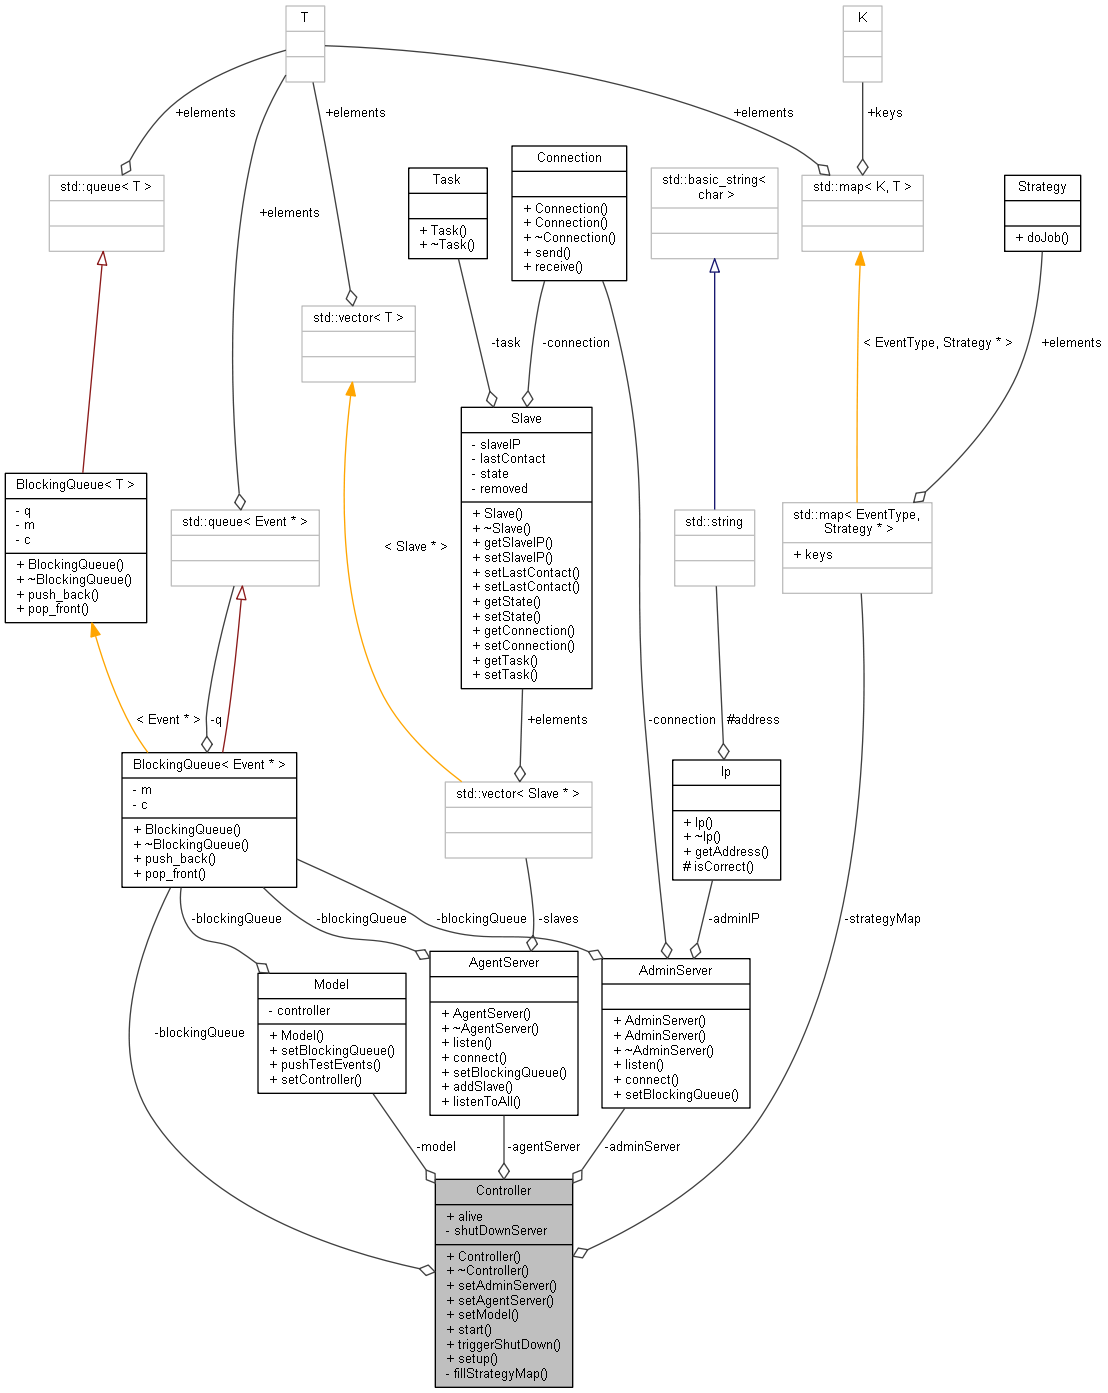 T
K
+elements
+elements
+elements
+keys
Connection
+ Connection()
+ Connection()
+ ~Connection()
+ send()
+ receive()
Task
+ Task()
+ ~Task()
std::basic_string<
char >
std::queue< T >
std::map< K, T >
Strategy
+ doJob()
+elements
std::vector< T >
-task
-connection
< EventType, Strategy * >
+elements
Slave
- slaveIP
- lastContact
- state
- removed
+ Slave()
+ ~Slave()
+ getSlaveIP()
+ setSlaveIP()
+ setLastContact()
+ setLastContact()
+ getState()
+ setState()
+ getConnection()
+ setConnection()
+ getTask()
+ setTask()
BlockingQueue< T >
- q
- m
- c
+ BlockingQueue()
+ ~BlockingQueue()
+ push_back()
+ pop_front()
std::queue< Event * >
< Slave * >
std::string
std::map< EventType,
Strategy * >
+ keys
< Event * >
-q
+elements
-connection
#address
BlockingQueue< Event * >
- m
- c
+ BlockingQueue()
+ ~BlockingQueue()
+ push_back()
+ pop_front()
std::vector< Slave * >
Ip
+ Ip()
+ ~Ip()
+ getAddress()
# isCorrect()
-blockingQueue
-blockingQueue
-blockingQueue
-slaves
-adminIP
-strategyMap
-blockingQueue
Model
- controller
+ Model()
+ setBlockingQueue()
+ pushTestEvents()
+ setController()
AgentServer
+ AgentServer()
+ ~AgentServer()
+ listen()
+ connect()
+ setBlockingQueue()
+ addSlave()
+ listenToAll()
AdminServer
+ AdminServer()
+ AdminServer()
+ ~AdminServer()
+ listen()
+ connect()
+ setBlockingQueue()
-model
-agentServer
-adminServer
Controller
+ alive
- shutDownServer
+ Controller()
+ ~Controller()
+ setAdminServer()
+ setAgentServer()
+ setModel()
+ start()
+ triggerShutDown()
+ setup()
- fillStrategyMap()